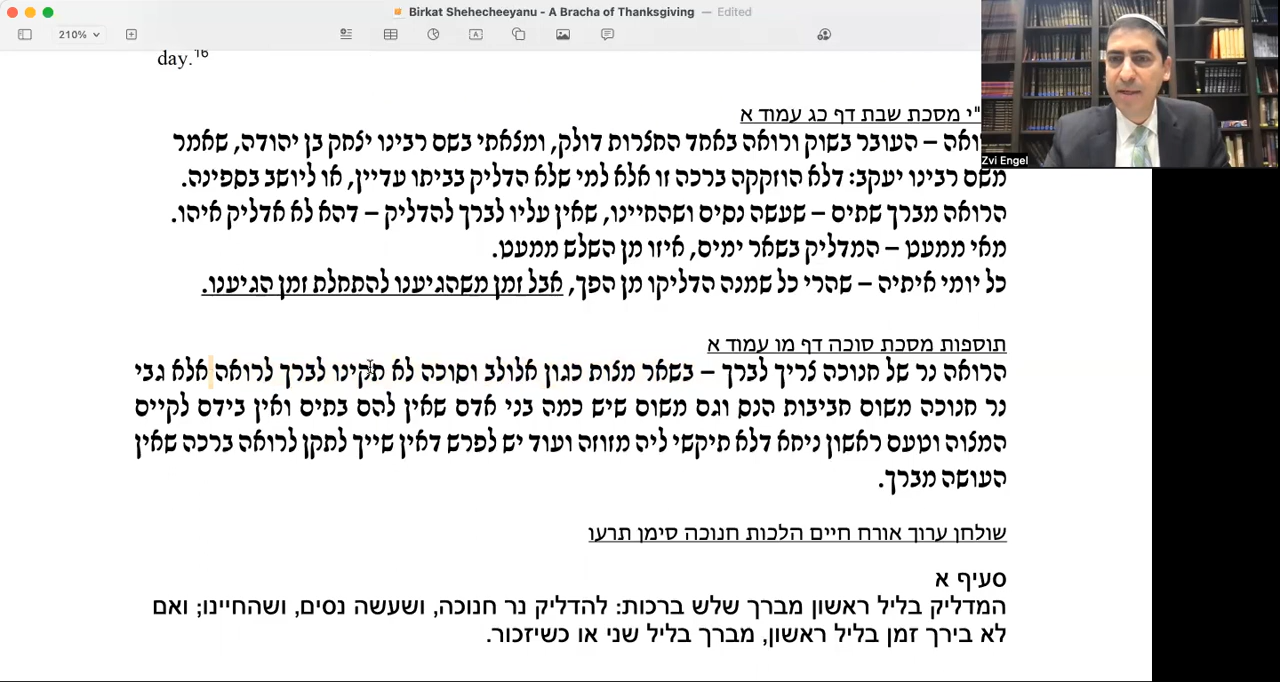 Birkat Shehecheeyanu - A Bracha of Thanksgiving — Edited
210%
day.16
Zvi Engel
"י מסכת שבת דף כג עמוד א
העובר בשוק ורואה באחד החצרות דולק, ומצאתי בשם רבינו יצחק בן יהודה, שאמר
משם רבינו יעקב: דלא הוזקקה ברכה זו אלא למי שלא הדליק בביתו עדיין, או ליושב בספינה.
הרואה מברך שתים – שעשה נסים ושהחיינו, שאין עליו לברך להדליק – דהא לא אדליק איהו.
מאי ממעט – המדליק בשאר ימים, איזו מן השלש ממעט.
כל יומי איתיה – שהרי כל שמנה הדליקו מן הפך, אבל זמן משהגיענו להתחלת זמן הגיענו.
תוספות מסכת סוכה דף מו עמוד א
הרואה נר של חנוכה צריך לברך – בשאר מצות כגון אלולב וסוכה לא תקינו לברך לרואה אלא גבי
נר חנוכה משום חביבות הנס וגם משום שיש כמה בני אדם שאין להם בתים ואין בידם לקיים
המצוה וטעם ראשון ניחא דלא תיקשי ליה מזוזה ועוד יש לפרש דאין שייך לתקן לרואה ברכה שאין
העושה מברך.
שולחן ערוך אורח חיים הלכות חנוכה סימן תרעו
סעיף א
המדליק בליל ראשון מברך שלש ברכות: להדליק נר חנוכה, ושעשה נסים, ושהחיינו; ואם
לא בירך זמן בליל ראשון, מברך בליל שני או כשיזכור.